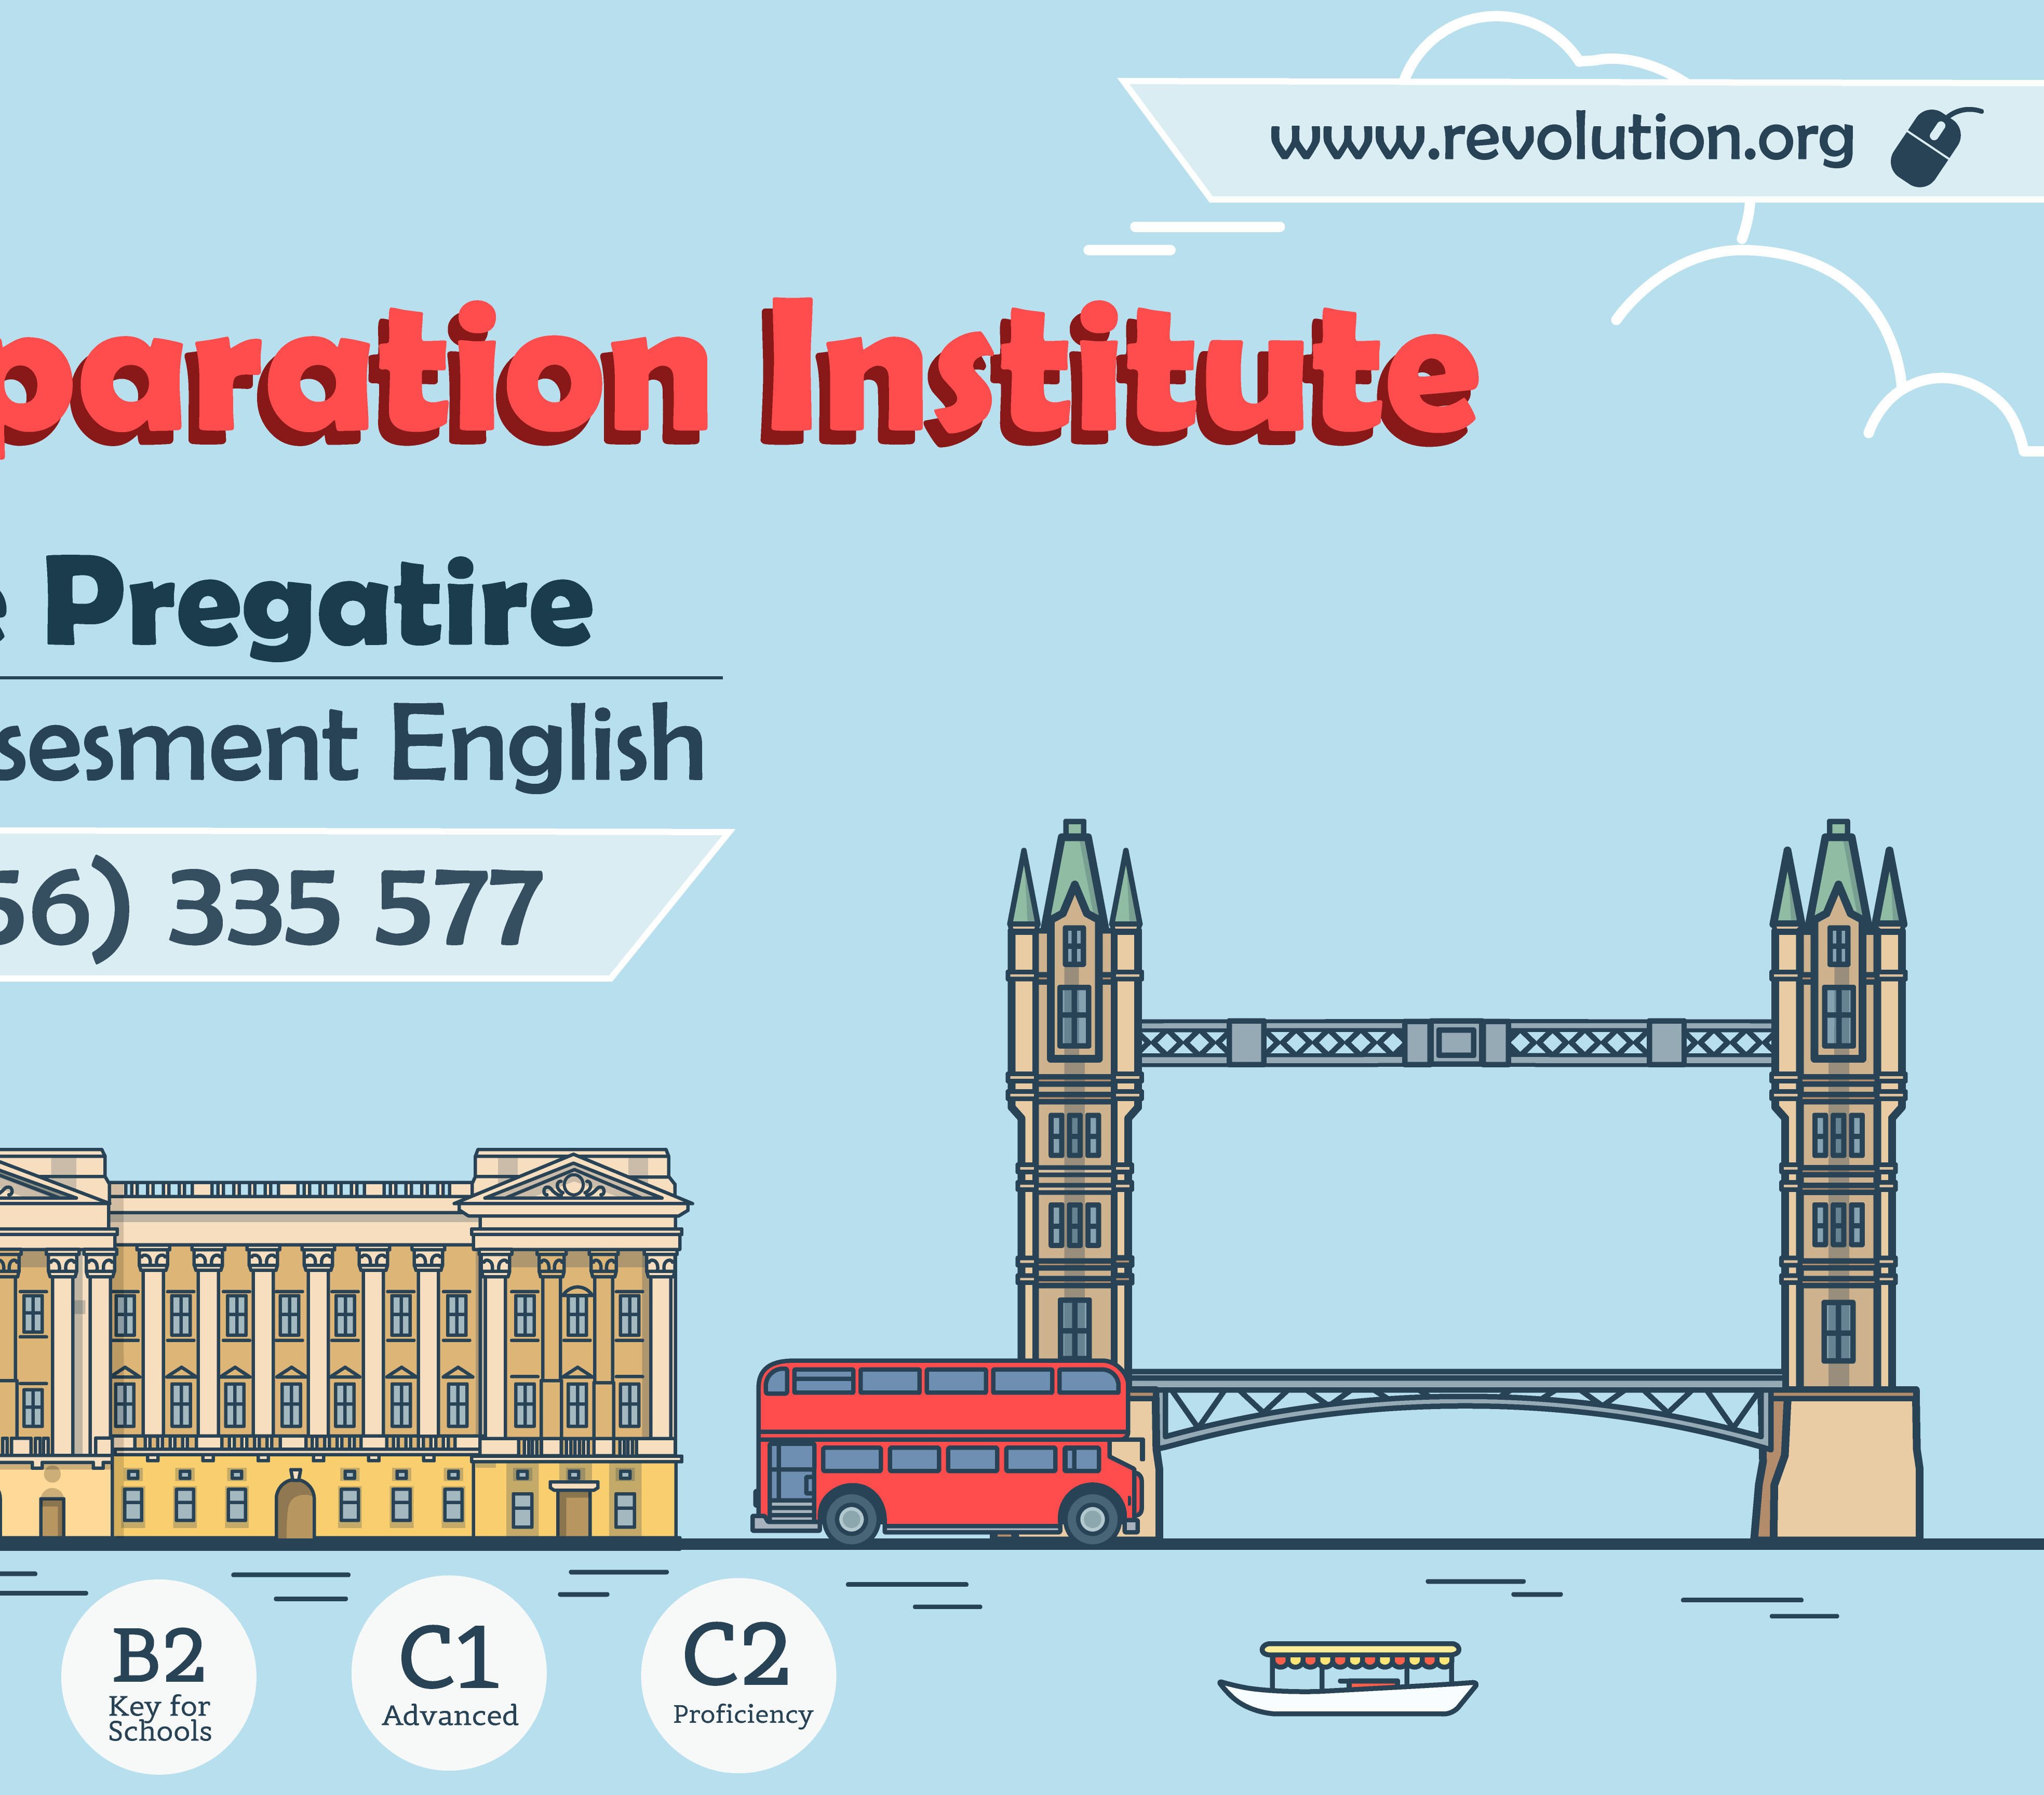 www.revolution.org
paration Institute
e Pregatire
sesment English
56) 335 577
B2
Key for
Schools
C1
Advanced
C2
Proficiency